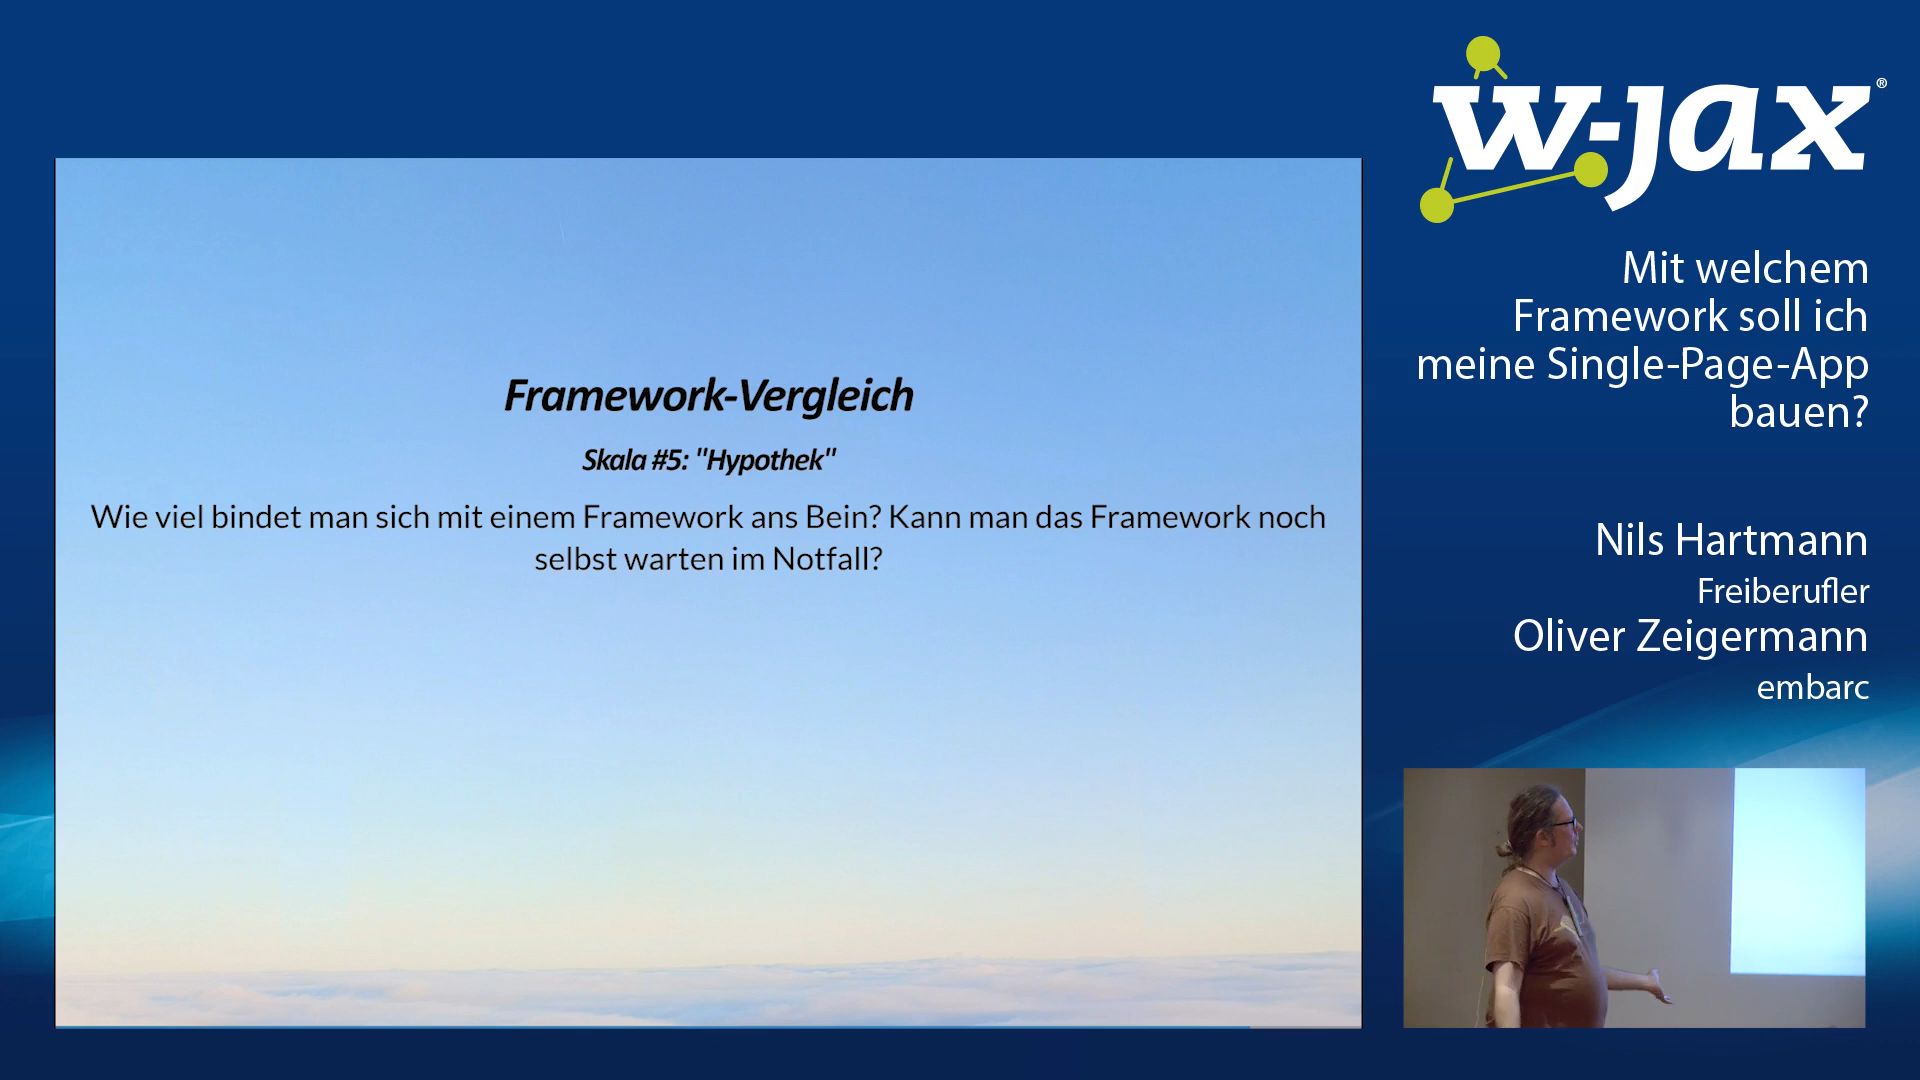 Framework-Vergleich
Skala #5: "Hypothek"
Wie viel bindet man sich mit einem Framework ans Bein? Kann man das Framework noch
selbst warten im Notfall?
w-jax®
Mit welchem
Framework soll ich
meine Single-Page-App
bauen?
Nils Hartmann
Freiberufler
Oliver Zeigermann
embarc